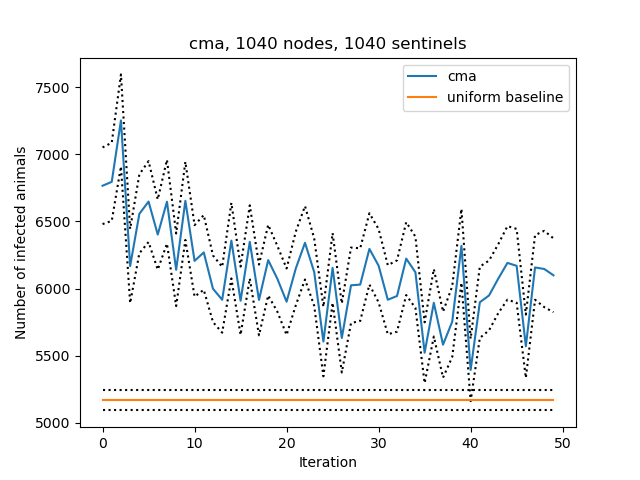 cma, 1040 nodes, 1040 sentinels
cma
uniform baseline
Number of infected animals
7500
7000
6500
6000
5500
5000
0 10 20 30 40 50
Iteration